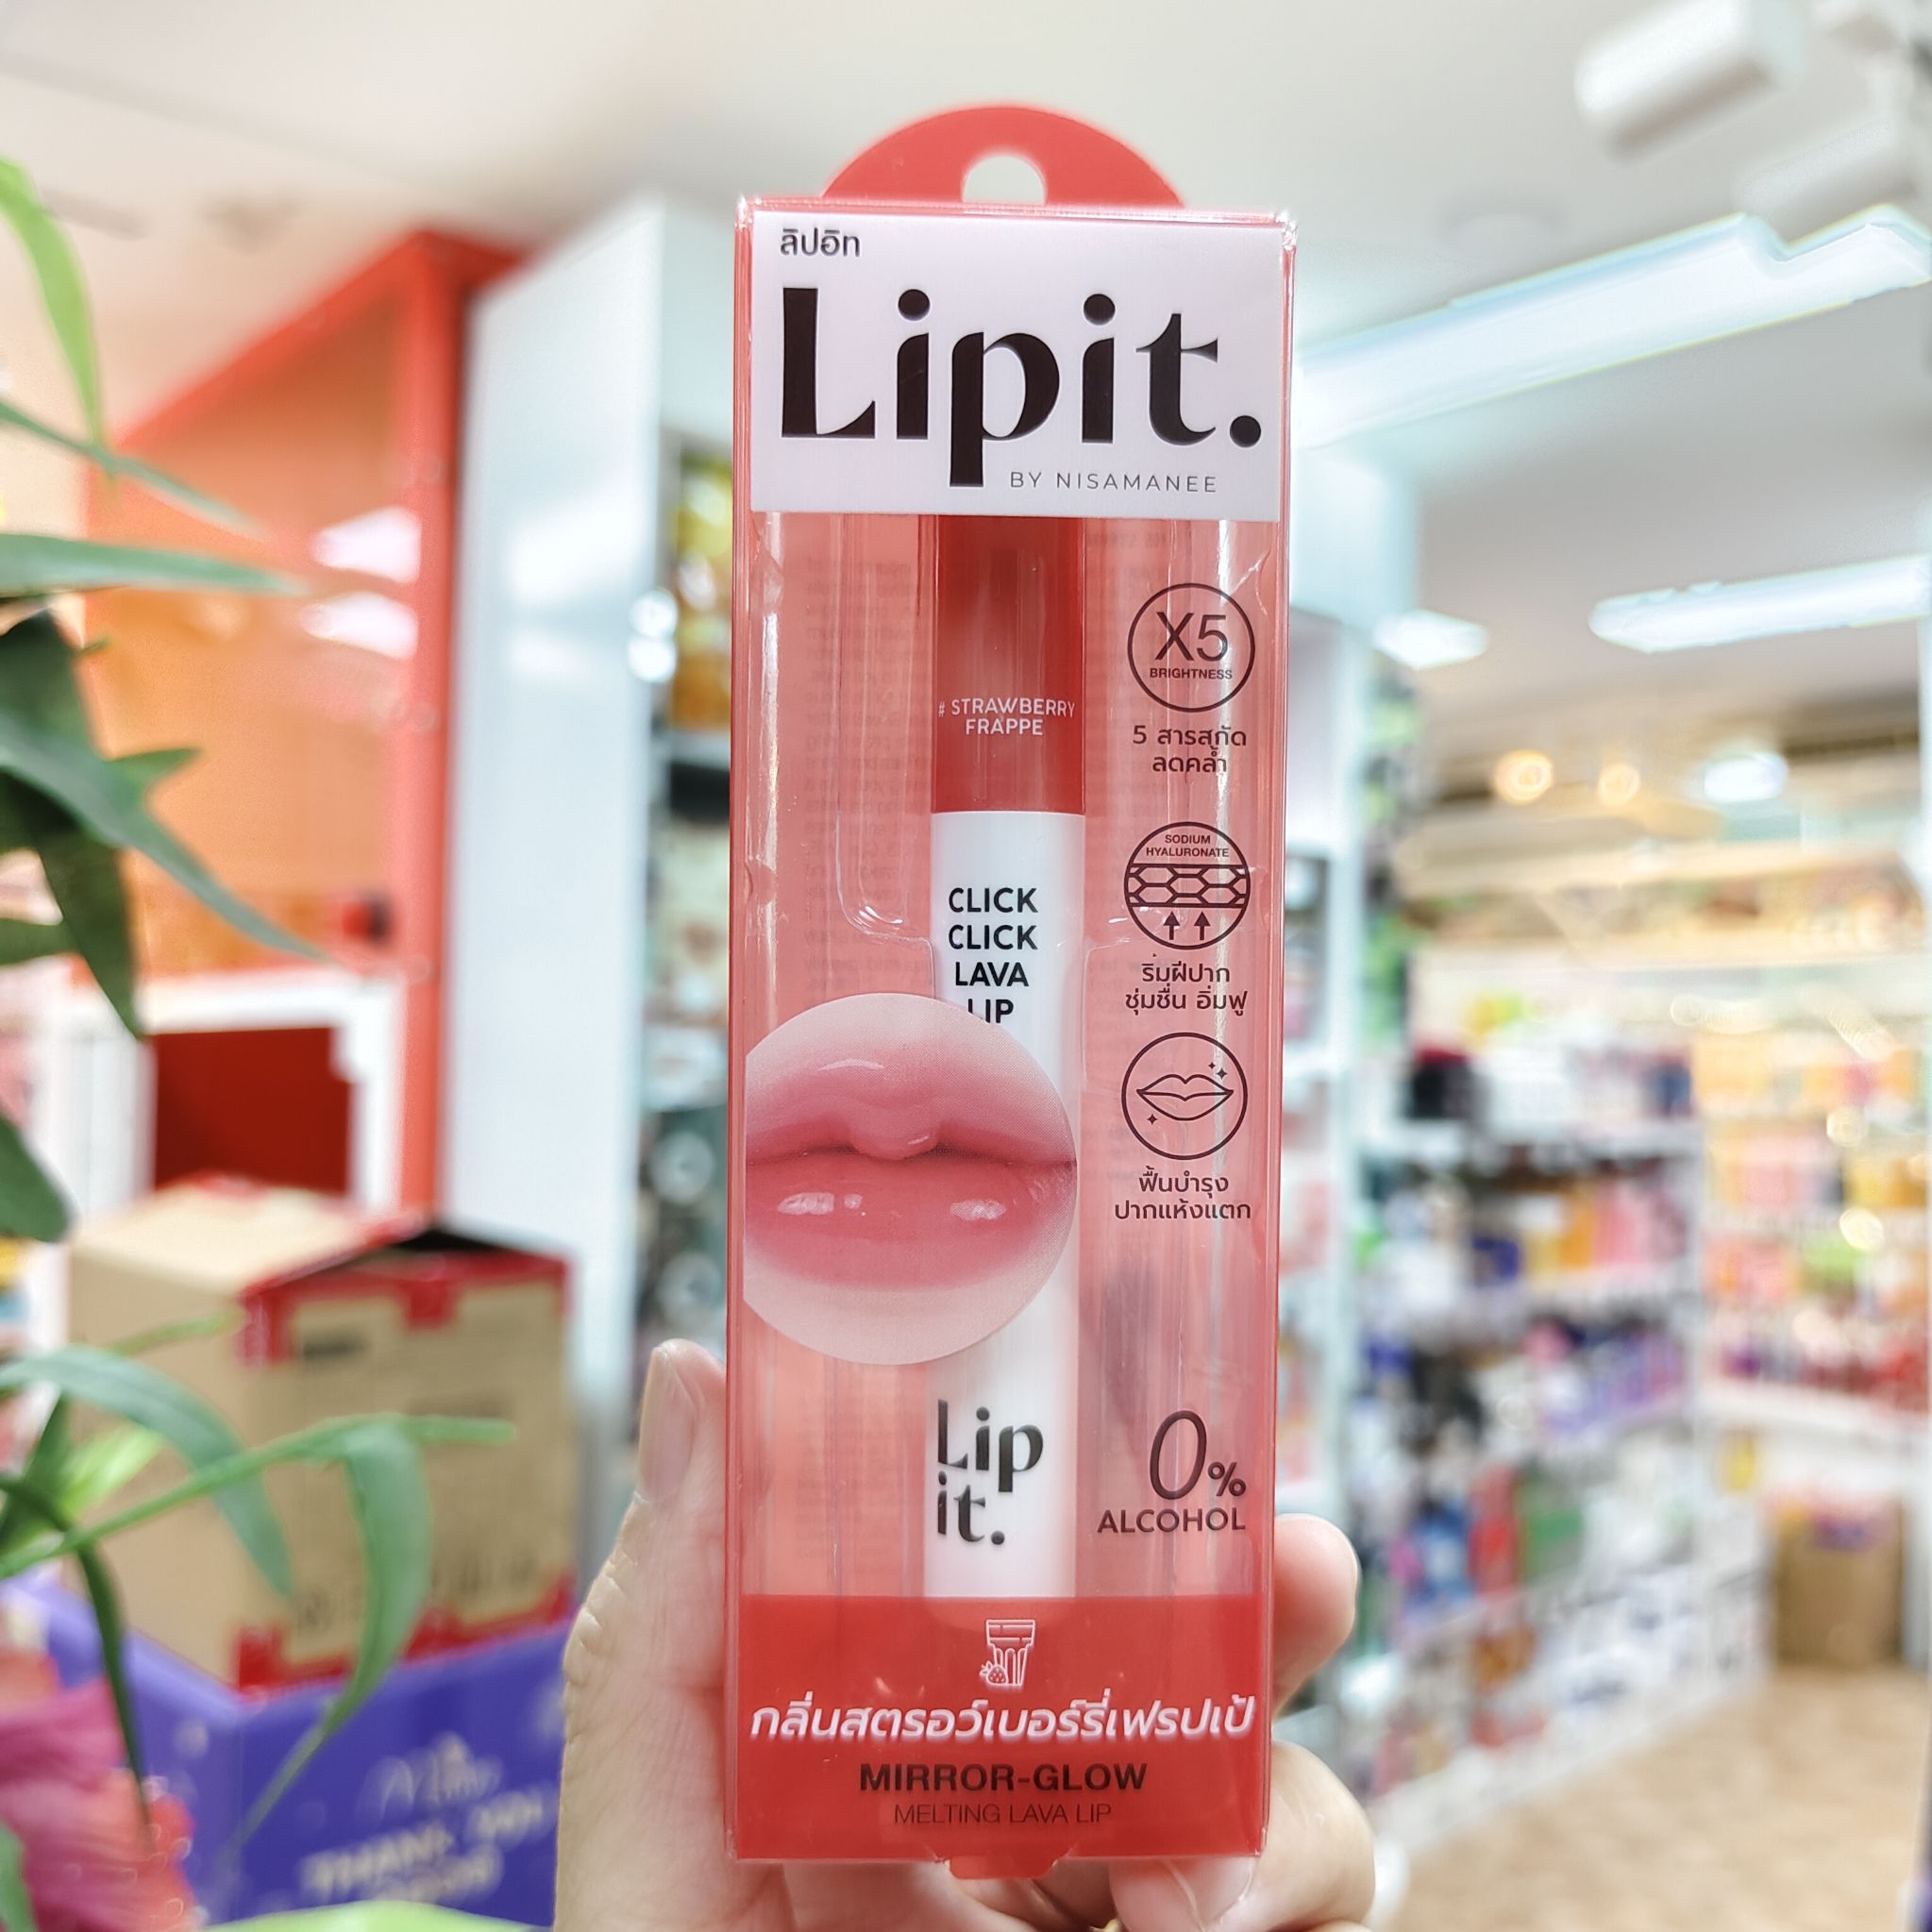 ลิปอิท
Lipit.
BY NISAMANEE
# STRAWBERRY
FRAPPE
X5
BRIGHTNESS
5 สารสกัด
ลดคล้ำ
SODIUM
HYALURONATE
ริมฝีปาก
ชุ่มชื่น อิ่มฟู
CLICK
CLICK
LAVA
LIP
ฟื้นบำรุง
ปากแห้งแตก
Lip
it.
0%
ALCOHOL
กลิ่นสตรอว์เบอร์รี่เฟรปเป้
MIRROR-GLOW
MELTING LAVA LIP
THANK YOU